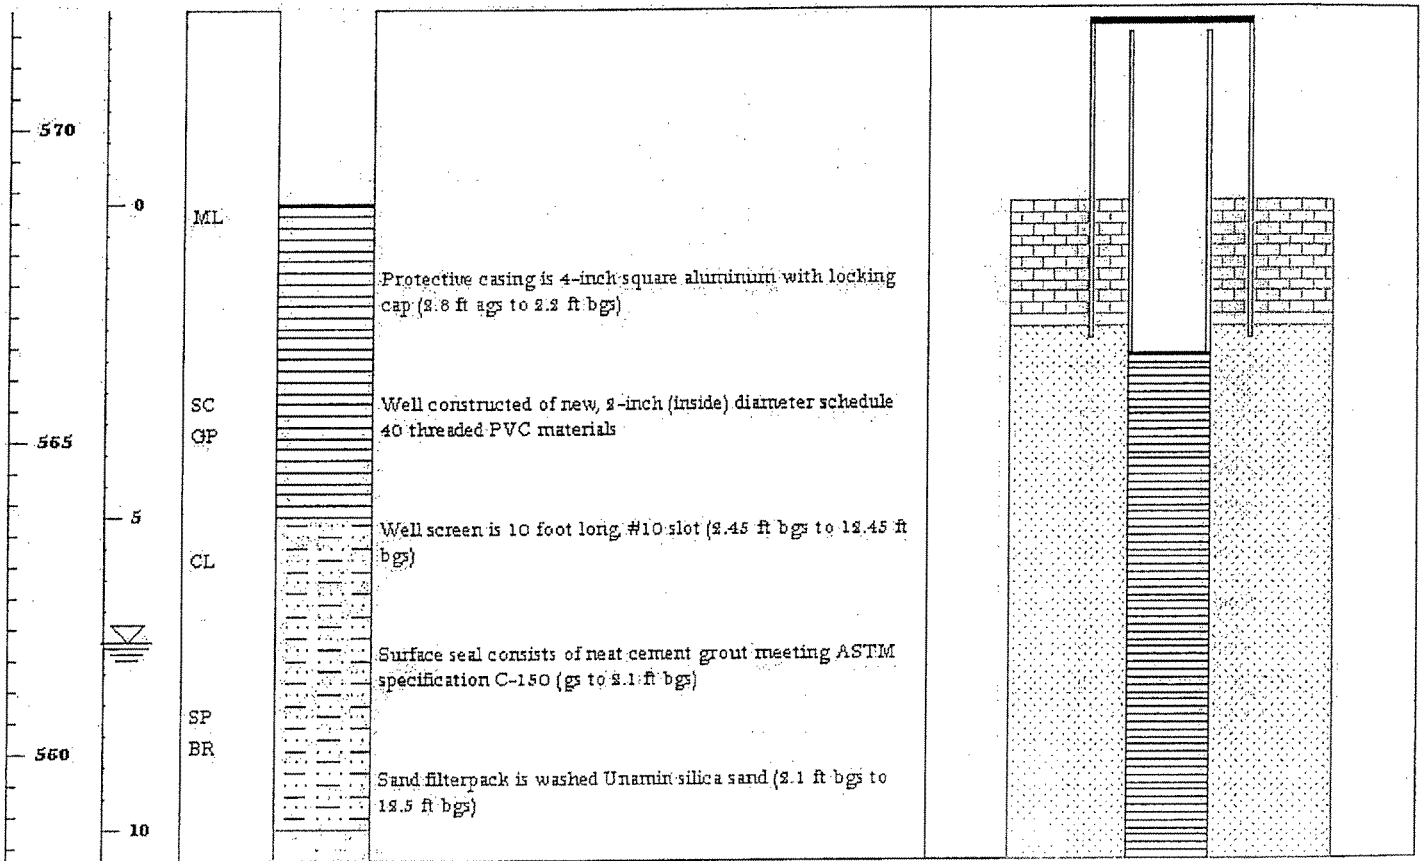 570
0
ML
Protective casing is 4-inch square aluminum with locking
cap (2.8 ft ags to 2.2 ft bgs)
SC
Well constructed of new, 2-inch (inside) diameter schedule
GP
40 threaded PVC materials
565
5
Well screen is 10 foot long, #10 slot (2.45 ft bgs to 12.45 ft
bgs)
CL
Surface seal consists of neat cement grout meeting ASTM
specification C-150 (gs to 2.1 ft bgs)
SP
BR
560
Sand filterpack is washed Unamin silica sand (2.1 ft bgs to
12.5 ft bgs)
10